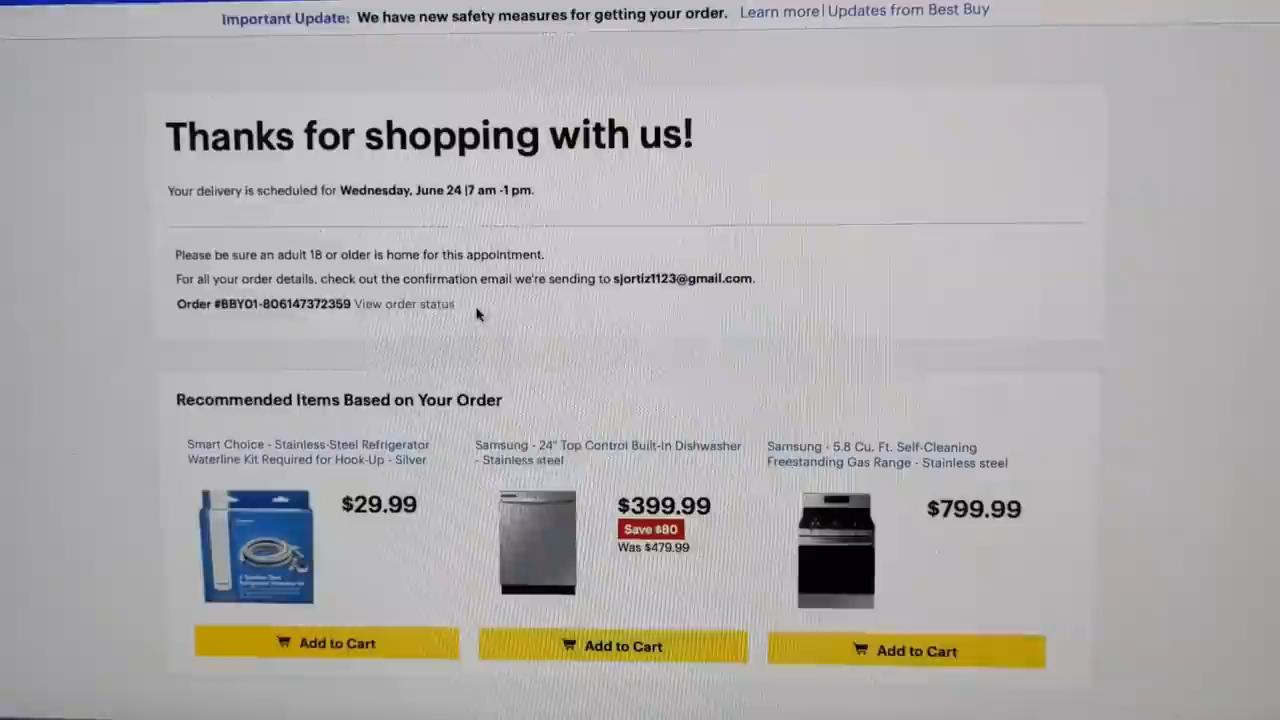 Important Update: We have new safety measures for getting your order. Learn more | Updates from Best Buy
Thanks for shopping with us!
Your delivery is scheduled for Wednesday, June 24 |7 am -1 pm.
Please be sure an adult 18 or older is home for this appointment.
For all your order details, check out the confirmation email we're sending to sjortiz1123@gmail.com.
Order #BBY01-806147372359 View order status
Recommended Items Based on Your Order
Smart Choice - Stainless-Steel Refrigerator
Waterline Kit Required for Hook-Up - Silver
$29.99
Add to Cart
Samsung - 24" Top Control Built-In Dishwasher
- Stainless steel
$399.99
Save $80
Was $479.99
Add to Cart
Samsung - 5.8 Cu. Ft. Self-Cleaning
Freestanding Gas Range - Stainless steel
$799.99
Add to Cart